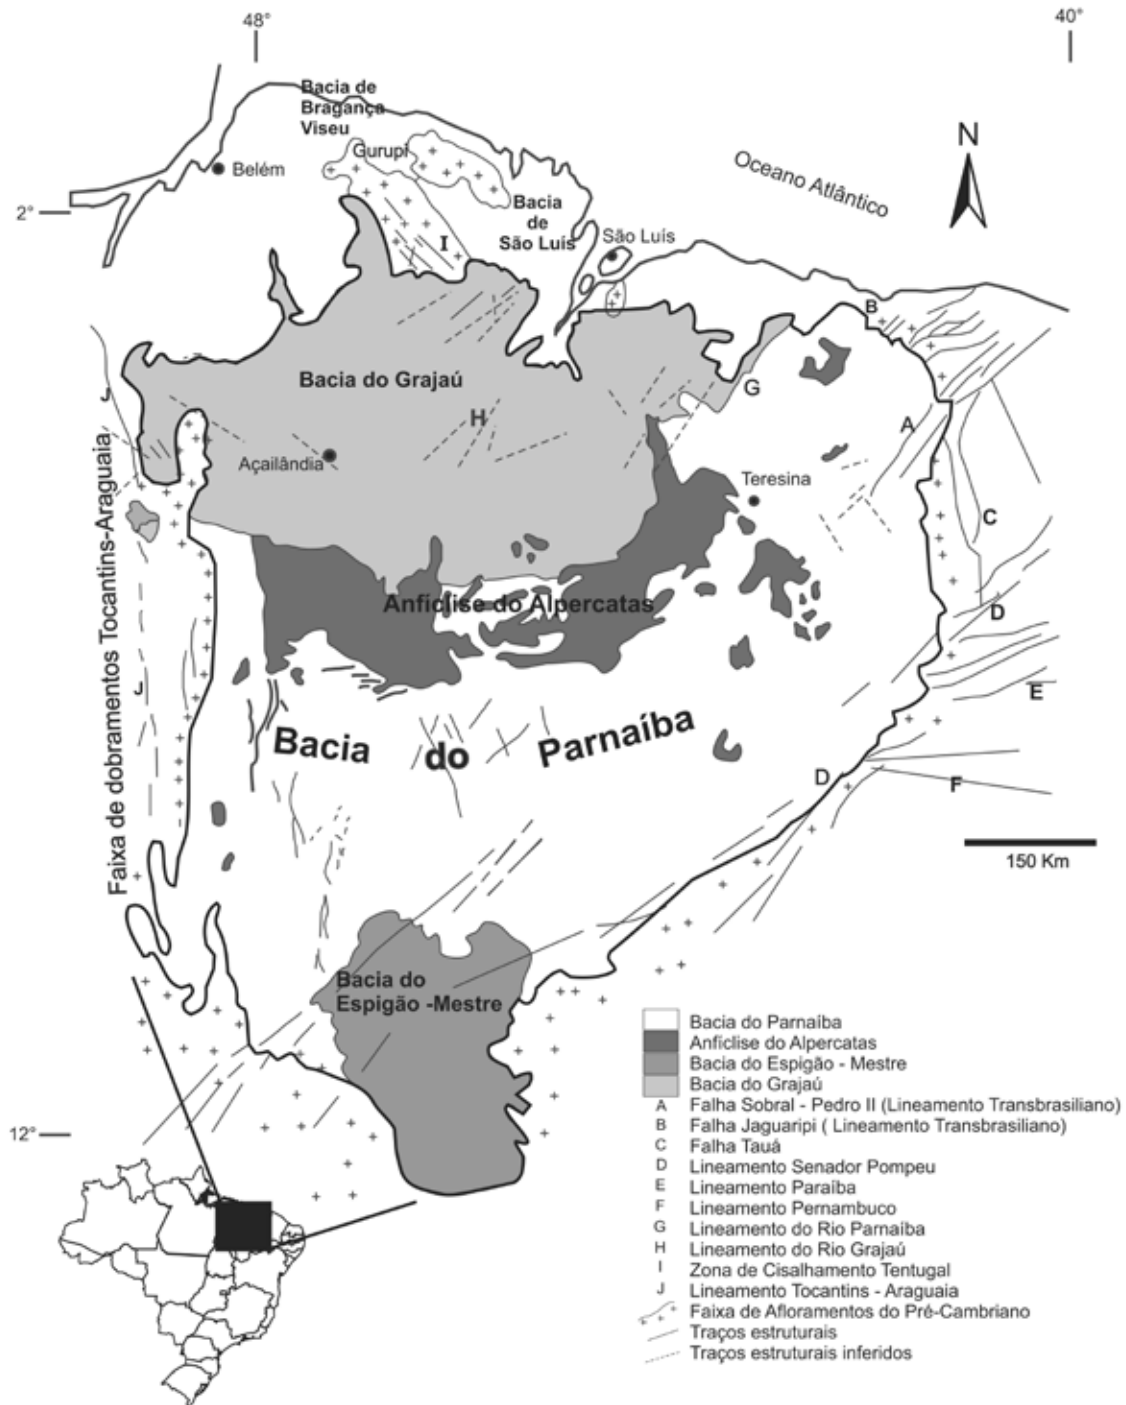 48°
40°
Bacia de
Bragança
Viseu
Gurupi
Belém
N
Oceano Atlântico
2°
Bacia
de
São Luís
São Luís
I
B
Bacia do Grajaú
G
J
H
A
Açailândia
Teresina
C
Faixa de dobramentos Tocantins-Araguaia
Anfíclise do Alpercatas
D
J
E
Bacia do Parnaíba
D
F
150 Km
Bacia do
Espigão -Mestre
12°
Bacia do Parnaíba
Anfíclise do Alpercatas
Bacia do Espigão - Mestre
Bacia do Grajaú
A Falha Sobral - Pedro II (Lineamento Transbrasiliano)
B Falha Jaguaripi ( Lineamento Transbrasiliano)
C Falha Tauá
D Lineamento Senador Pompeu
E Lineamento Paraíba
F Lineamento Pernambuco
G Lineamento do Rio Parnaíba
H Lineamento do Rio Grajaú
I Zona de Cisalhamento Tentugal
J Lineamento Tocantins - Araguaia
Faixa de Afloramentos do Pré-Cambriano
Traços estruturais
Traços estruturais inferidos